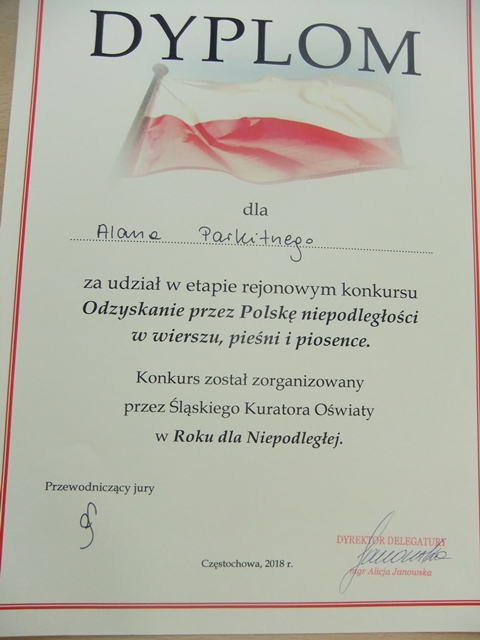 DYPLOM
dla
Alana Parkitnego
za udział w etapie rejonowym konkursu
Odzyskanie przez Polskę niepodległości
w wierszu, pieśni i piosence.
Konkurs został zorganizowany
przez Śląskiego Kuratora Oświaty
w Roku dla Niepodległej.
Przewodniczący jury
DYREKTOR DELEGATURY
Janowska
mgr Alicja Janowska
Częstochowa, 2018 r.